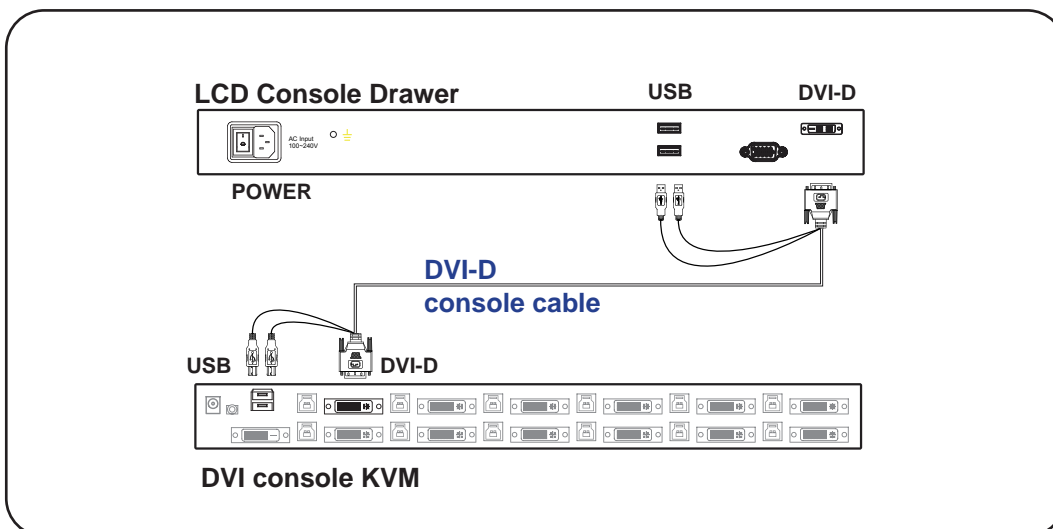 LCD Console Drawer
USB
DVI-D
AC Input
100~240V
POWER
DVI-D
console cable
USB
DVI-D
DVI console KVM